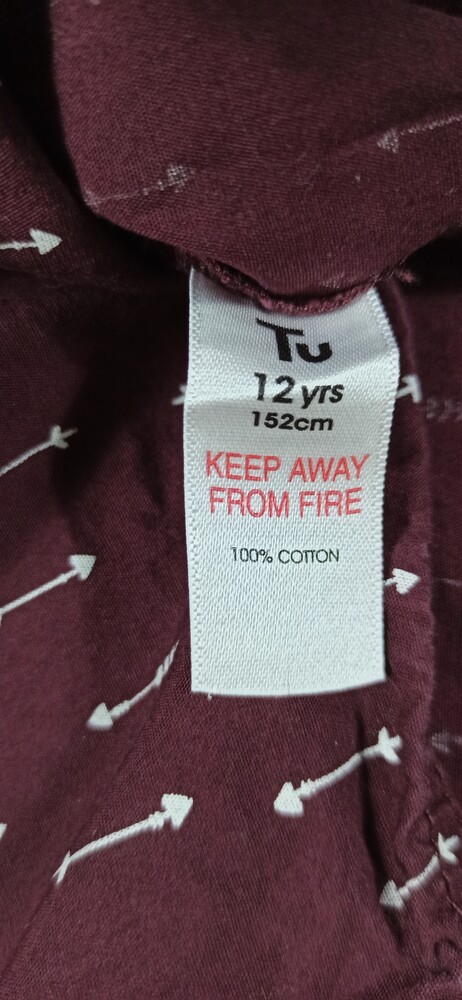 Tu
12 yrs
152cm
KEEP AWAY
FROM FIRE
100% COTTON